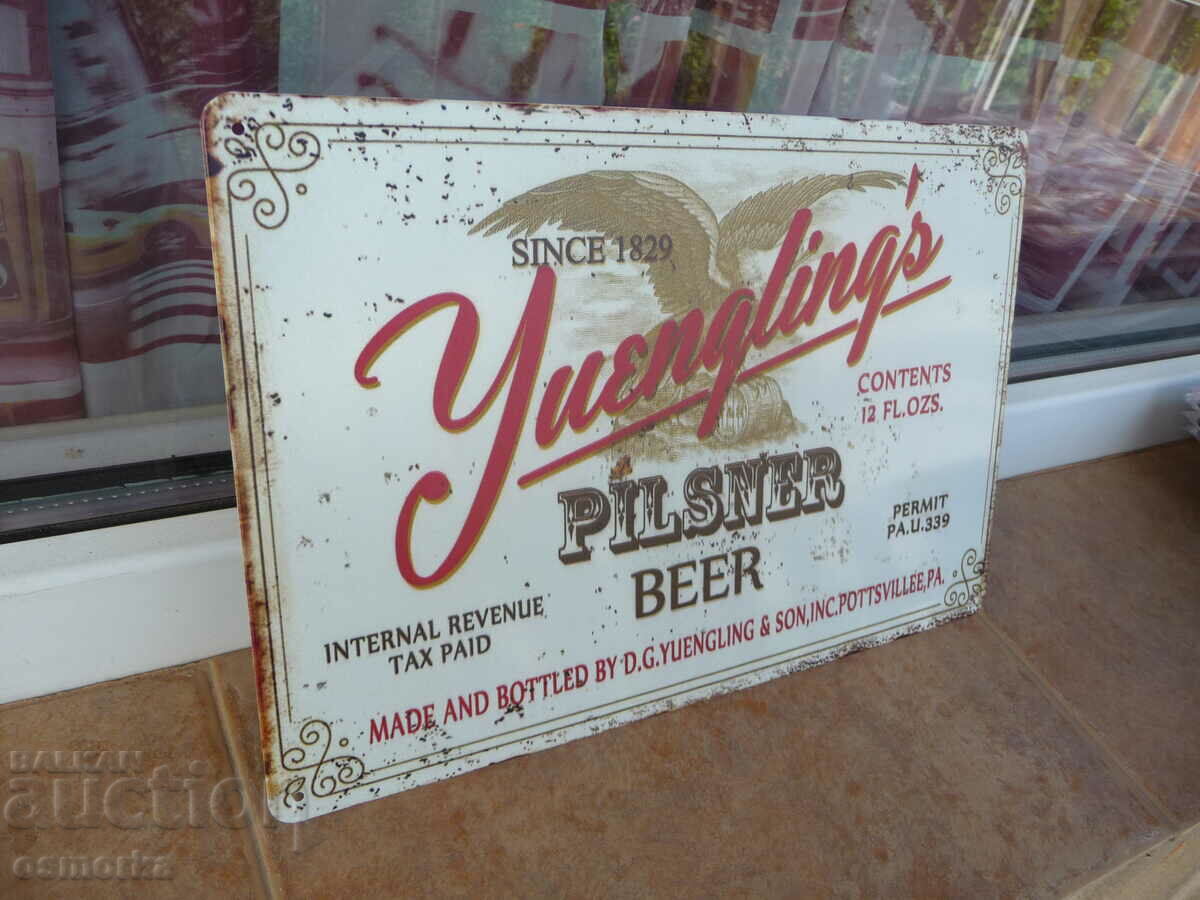 SINCE 1829
Yuengling's
CONTENTS
12 FL.OZS.
PILSNER
BEER
PERMIT
PA.U.339
INTERNAL REVENUE
TAX PAID
MADE AND BOTTLED BY D.G.YUENGLING & SON,INC.POTTSVILLEE,PA.
BALKAN
auction
osmorka